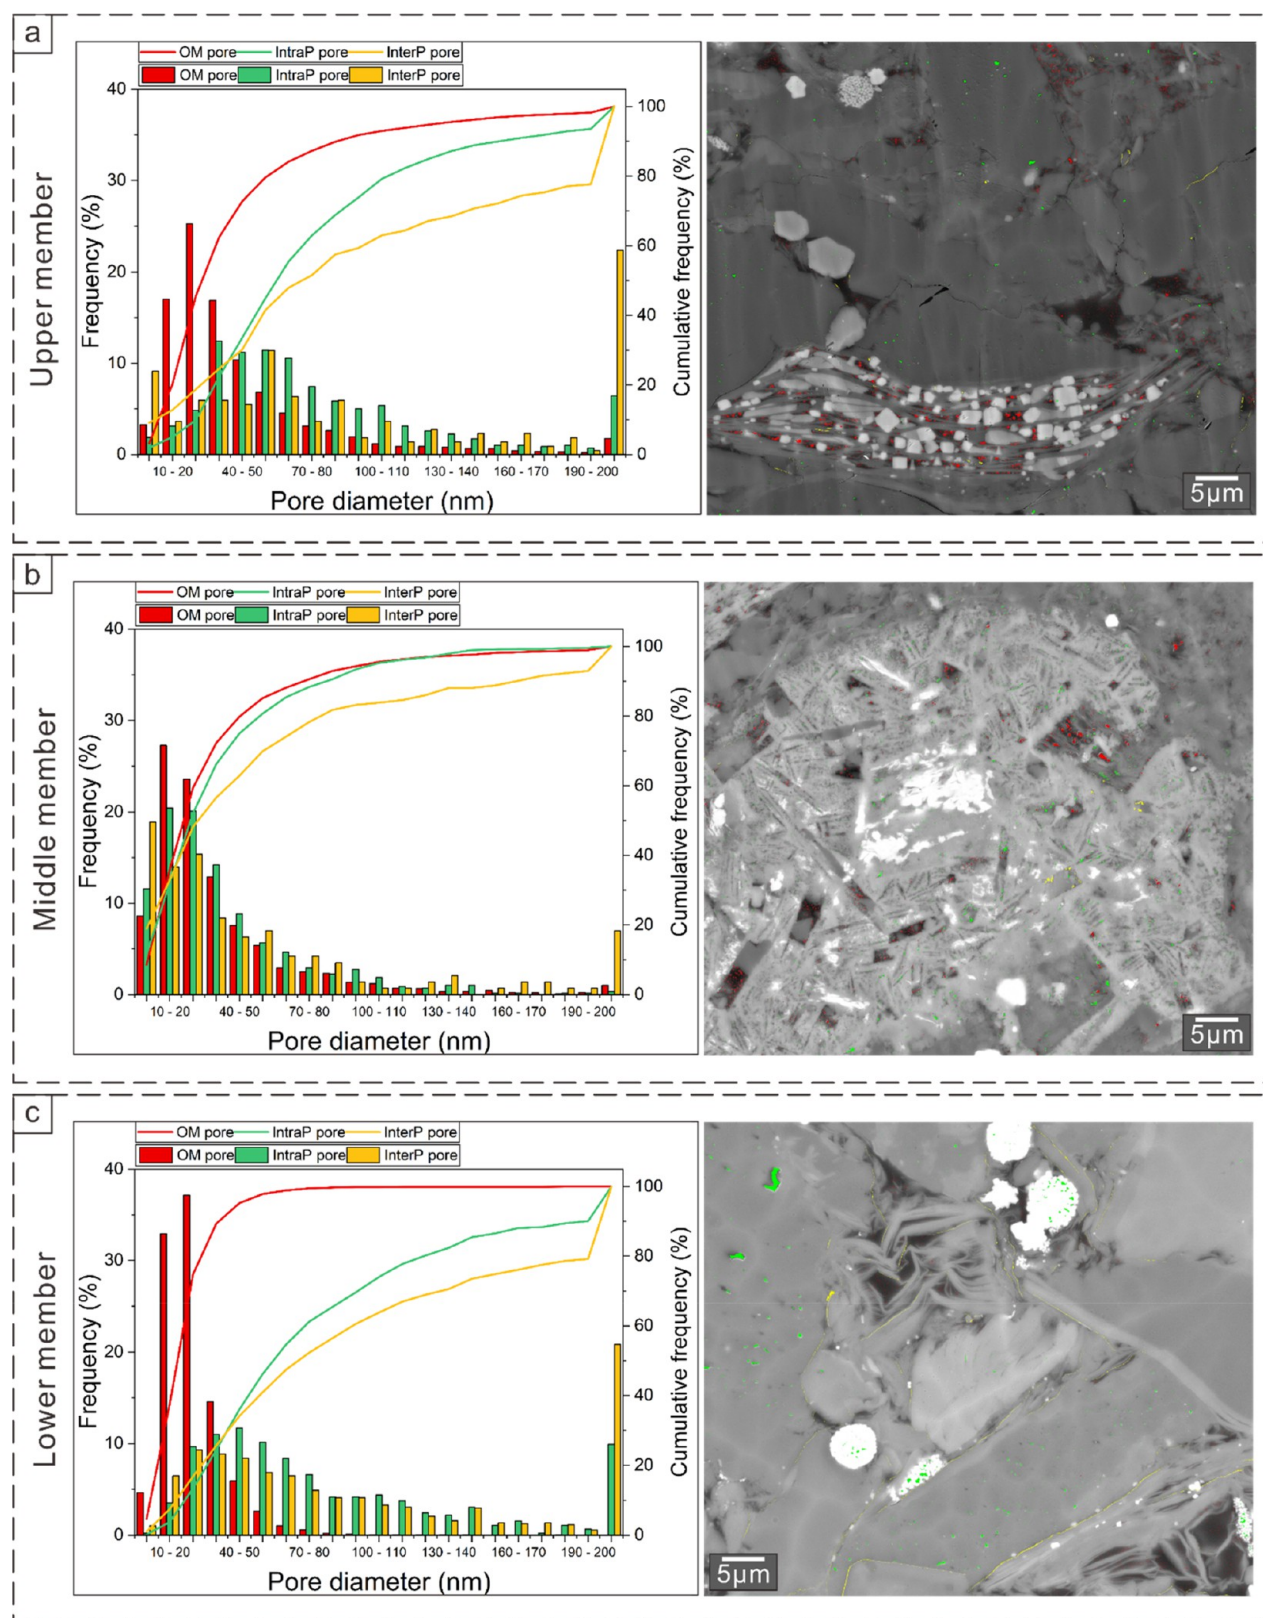 a
Upper member
OM pore IntraP pore InterP pore
OM pore IntraP pore InterP pore
40
30
20
10
0
Frequency (%)
100
80
60
40
20
0
Cumulative frequency (%)
10 - 20 40 - 50 70 - 80 100 - 110 130 - 140 160 - 170 190 - 200
Pore diameter (nm)
5μm
b
Middle member
OM pore IntraP pore InterP pore
OM pore IntraP pore InterP pore
40
30
20
10
0
Frequency (%)
100
80
60
40
20
0
Cumulative frequency (%)
10 - 20 40 - 50 70 - 80 100 - 110 130 - 140 160 - 170 190 - 200
Pore diameter (nm)
5μm
c
Lower member
OM pore IntraP pore InterP pore
OM pore IntraP pore InterP pore
40
30
20
10
0
Frequency (%)
100
80
60
40
20
0
Cumulative frequency (%)
10 - 20 40 - 50 70 - 80 100 - 110 130 - 140 160 - 170 190 - 200
Pore diameter (nm)
5μm